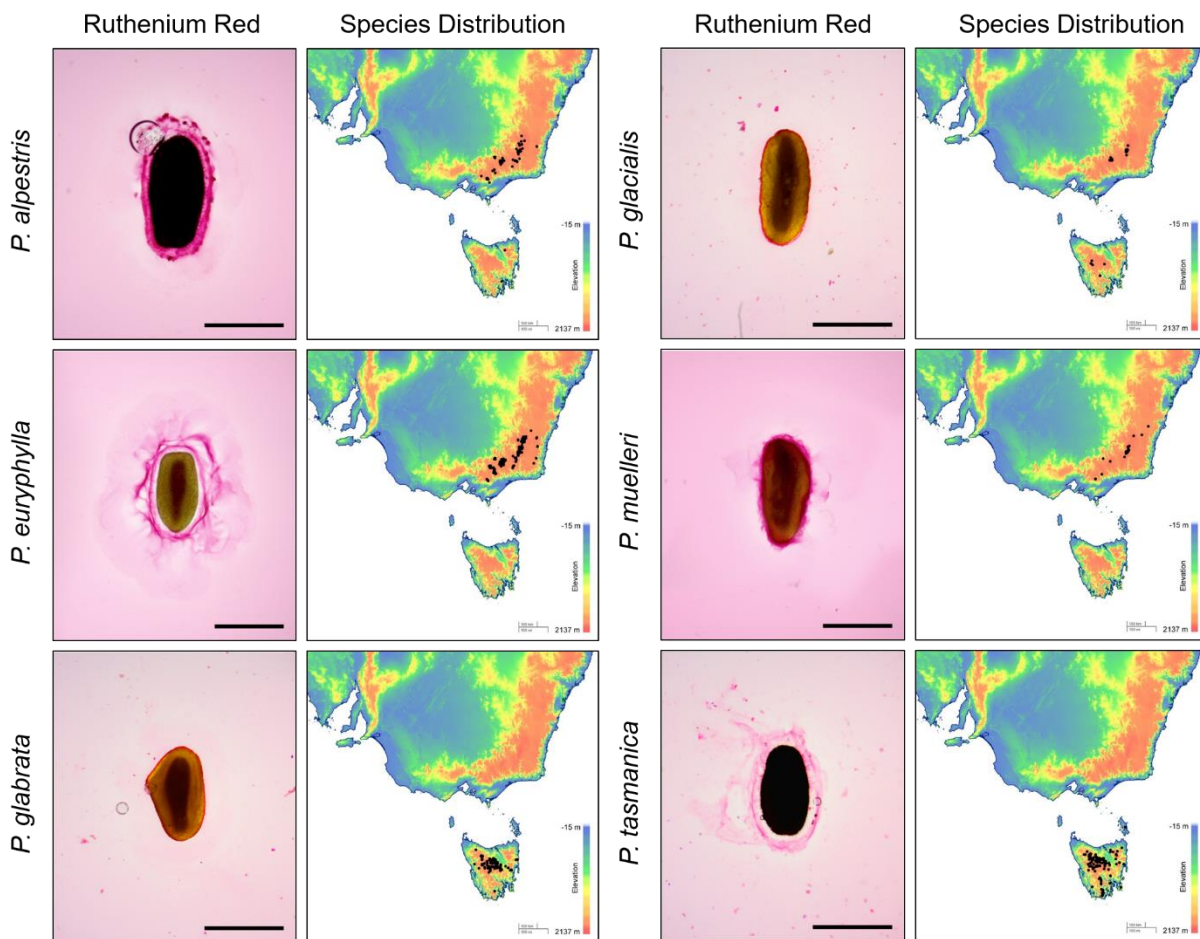 Ruthenium Red
Species Distribution
Ruthenium Red
Species Distribution
P. alpestris
-15 m
Elevation
2137 m
P. glacialis
-15 m
Elevation
2137 m
P. euryphylla
-15 m
Elevation
2137 m
P. muelleri
-15 m
Elevation
2137 m
P. glabrata
-15 m
Elevation
2137 m
P. tasmanica
-15 m
Elevation
2137 m